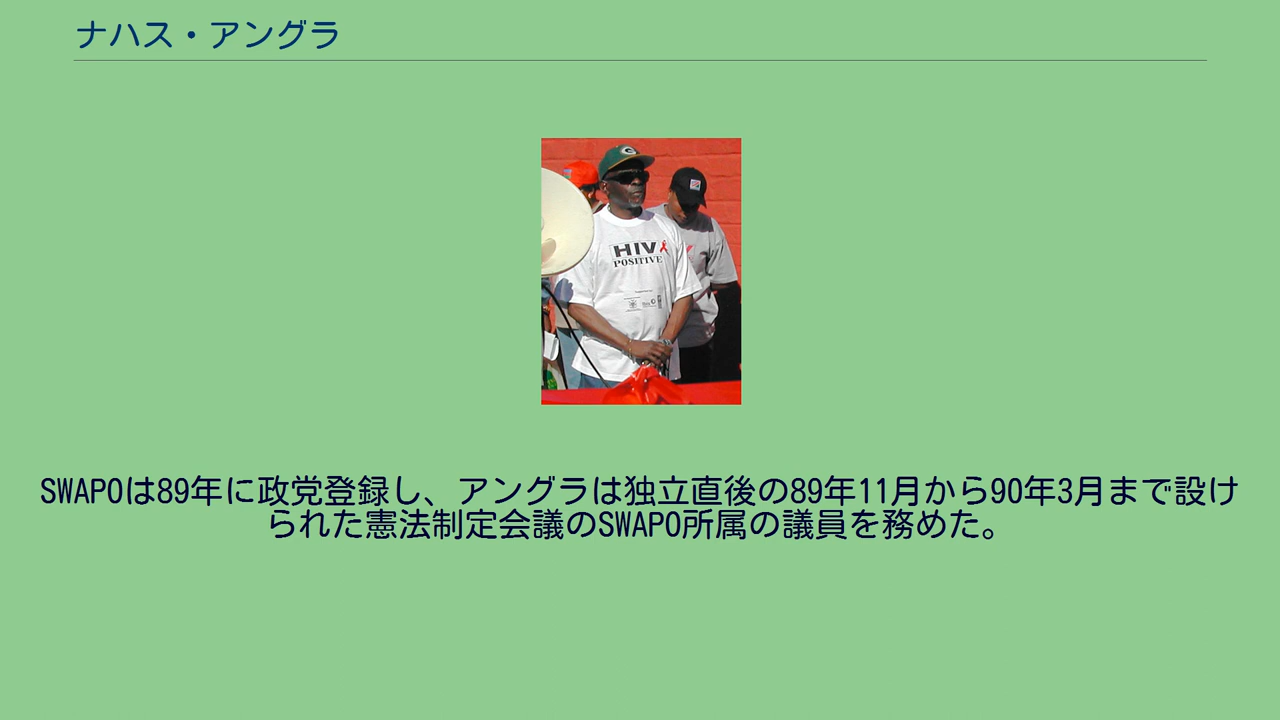 ナハス・アングラ
G
HIV
POSITIVE
SWAPOは89年に政党登録し、アングラは独立直後の89年11月から90年3月まで設け
られた憲法制定会議のSWAPO所属の議員を務めた。